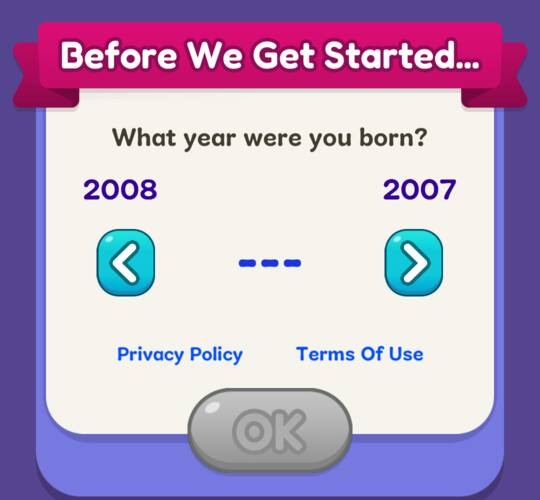 Before We Get Started...
What year were you born?
2008 2007
---
Privacy Policy Terms Of Use
OK